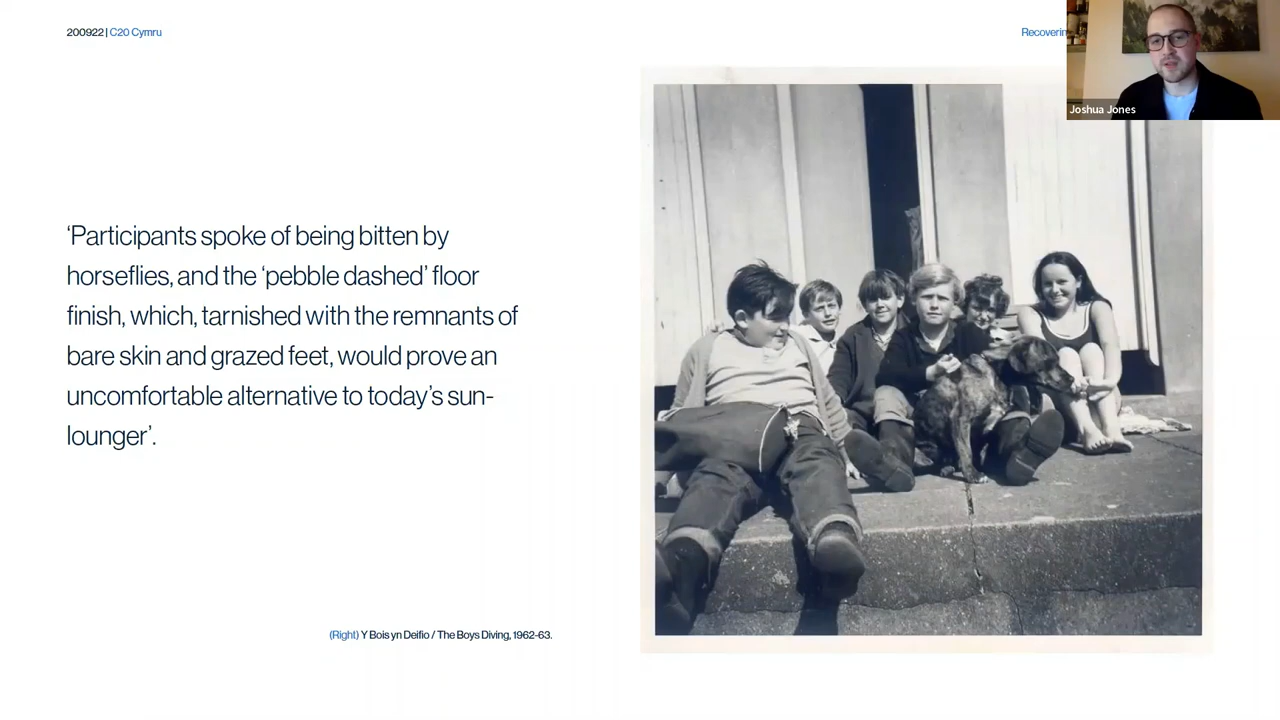 200922 | C20 Cymru
Joshua Jones
‘Participants spoke of being bitten by
horseflies, and the ‘pebble dashed’ floor
finish, which, tarnished with the remnants of
bare skin and grazed feet, would prove an
uncomfortable alternative to today’s sun-
lounger’.
(Right) Y Bois yn Deifio / The Boys Diving, 1962-63.